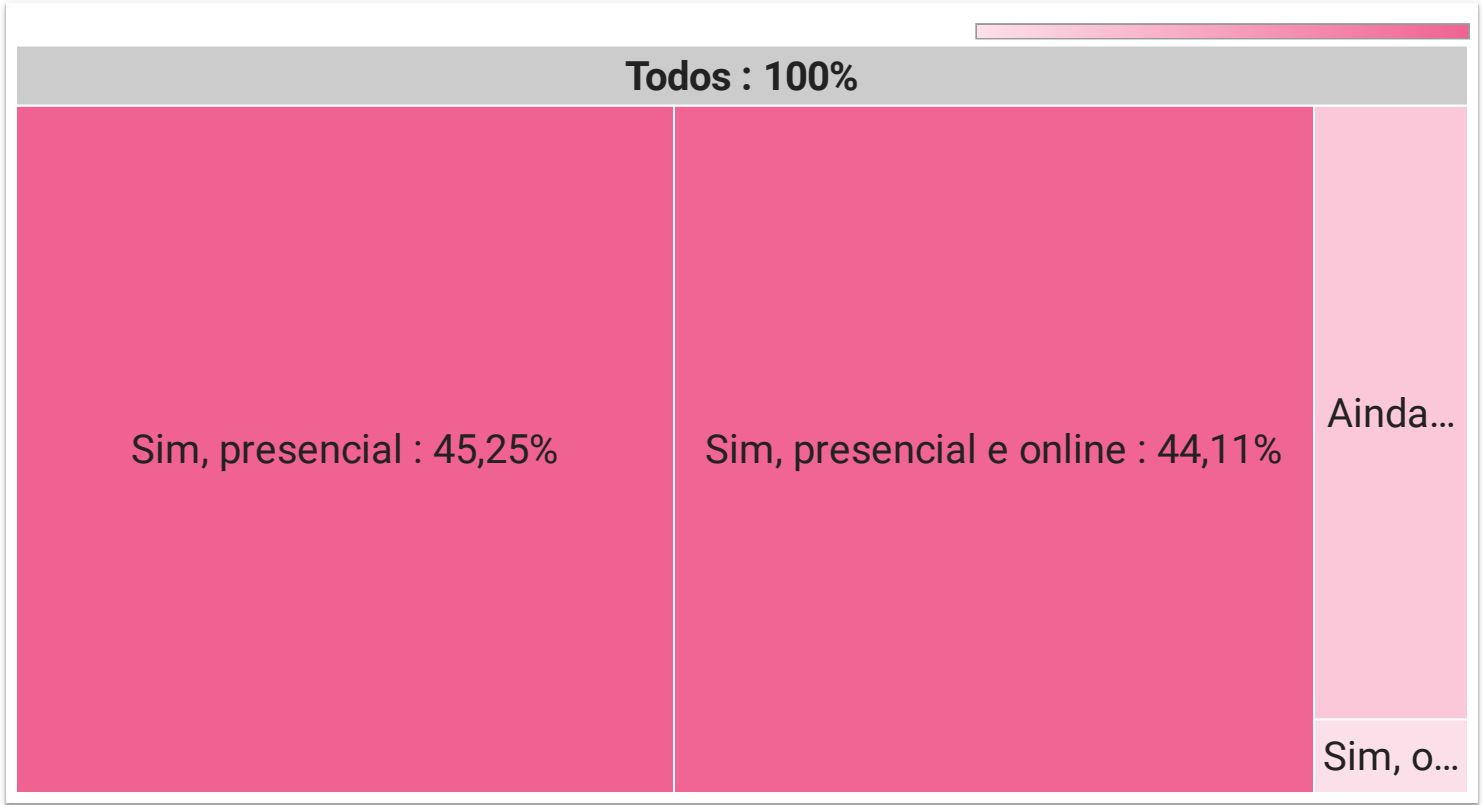 Todos : 100%
Sim, presencial : 45,25%
Sim, presencial e online : 44,11%
Ainda...
Sim, o...